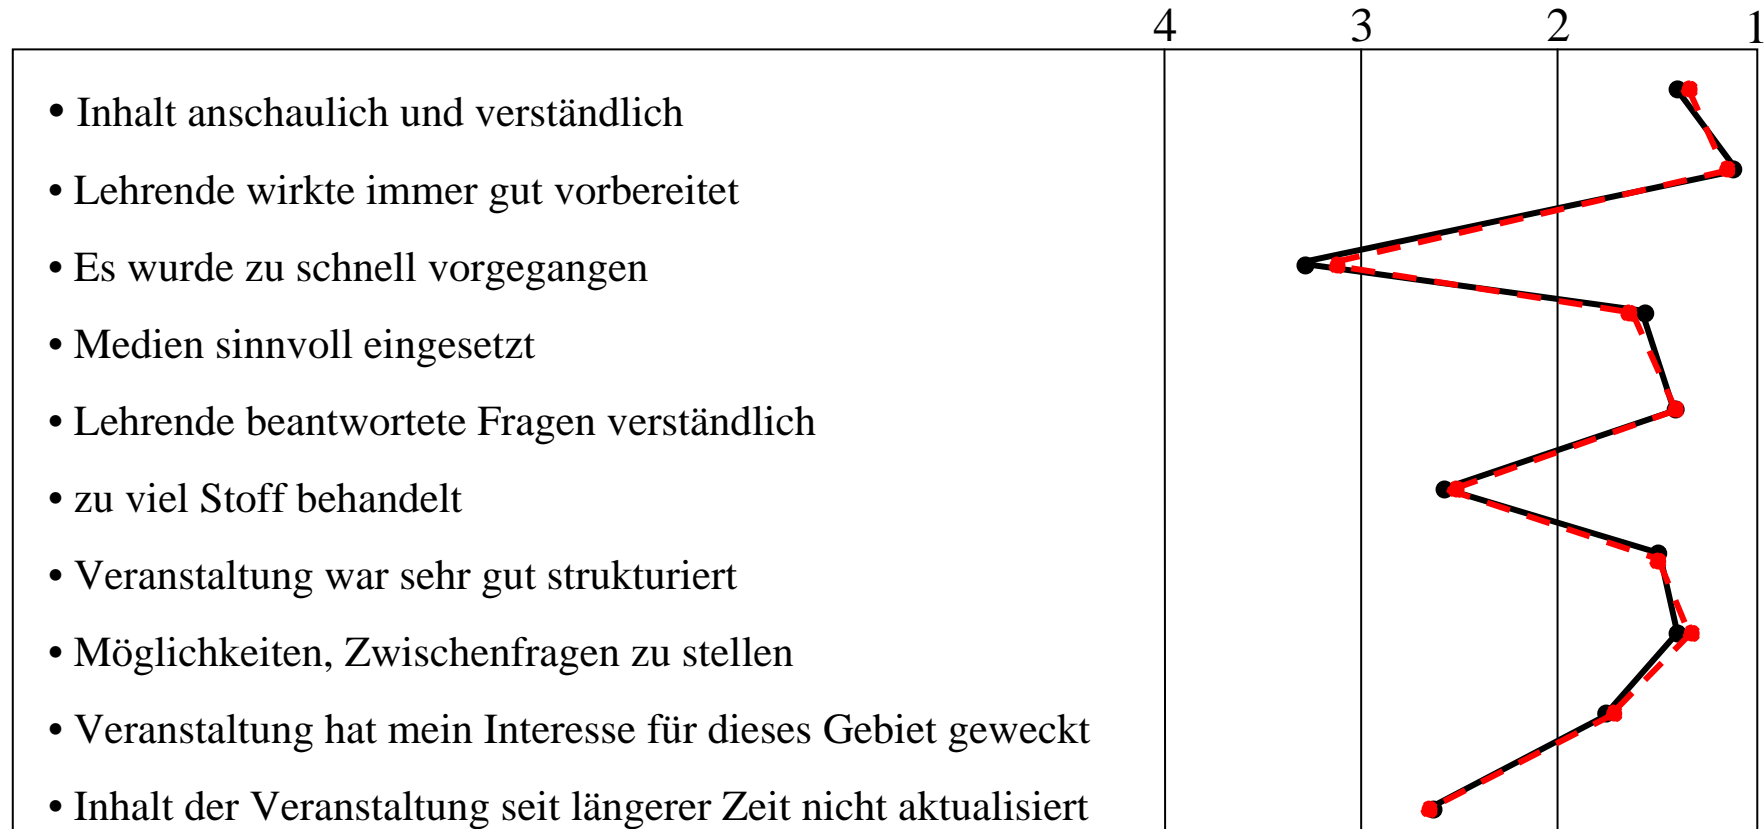 4 3 2 1
• Inhalt anschaulich und verständlich
• Lehrende wirkte immer gut vorbereitet
• Es wurde zu schnell vorgegangen
• Medien sinnvoll eingesetzt
• Lehrende beantwortete Fragen verständlich
• zu viel Stoff behandelt
• Veranstaltung war sehr gut strukturiert
• Möglichkeiten, Zwischenfragen zu stellen
• Veranstaltung hat mein Interesse für dieses Gebiet geweckt
• Inhalt der Veranstaltung seit längerer Zeit nicht aktualisiert